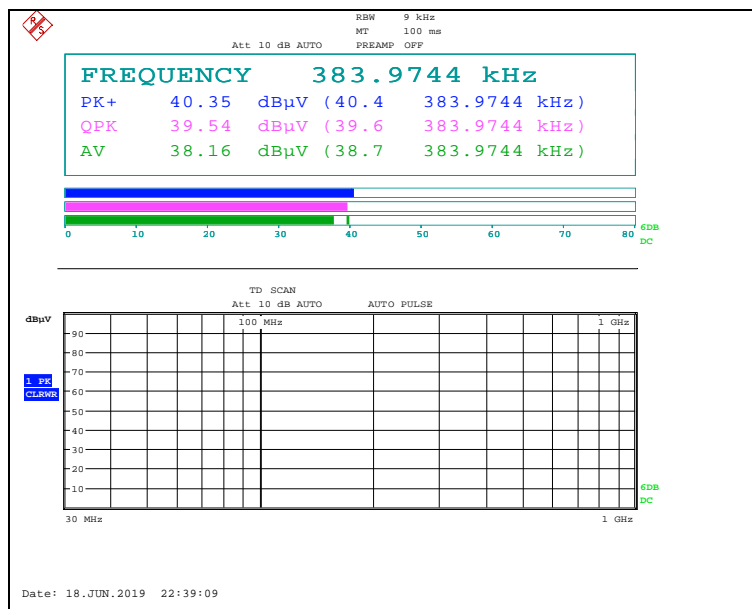 R S
RBW 9 kHz
MT 100 ms
Att 10 dB AUTO PREAMP OFF
FREQUENCY 383.9744 kHz
PK+ 40.35 dBµV (40.4 383.9744 kHz)
QPK 39.54 dBµV (39.6 383.9744 kHz)
AV 38.16 dBµV (38.7 383.9744 kHz)
0 10 20 30 40 50 60 70 80
6DB
DC
TD SCAN
Att 10 dB AUTO AUTO PULSE
dBµV
100 MHz 1 GHz
90
80
70
1 PK
CLRWR
60
50
40
30
20
10
6DB
DC
30 MHz 1 GHz
Date: 18.JUN.2019 22:39:09